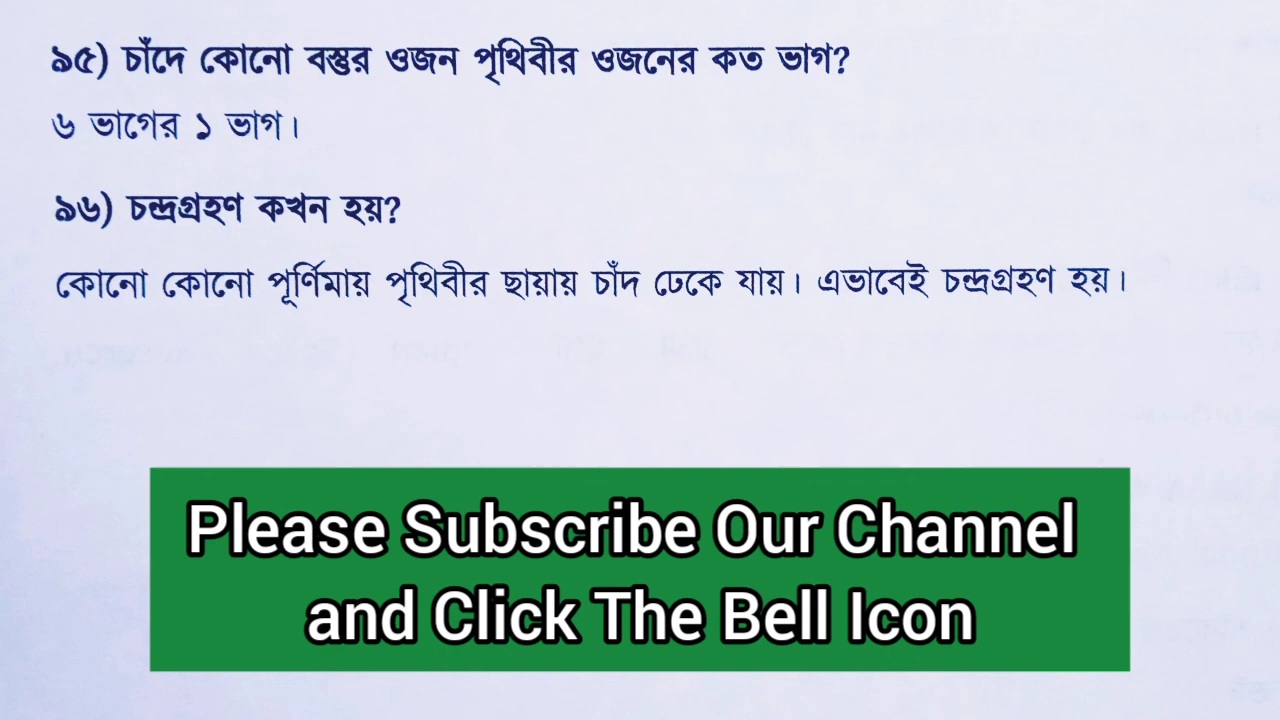 ৯৫) চাঁদে কোনো বস্তুর ওজন পৃথিবীর ওজনের কত ভাগ?
৬ ভাগের ১ ভাগ।
৯৬) চন্দ্রগ্রহণ কখন হয়?
কোনো কোনো পূর্ণিমায় পৃথিবীর ছায়ায় চাঁদ ঢেকে যায়। এভাবেই চন্দ্রগ্রহণ হয়।
Please Subscribe Our Channel
and Click The Bell Icon